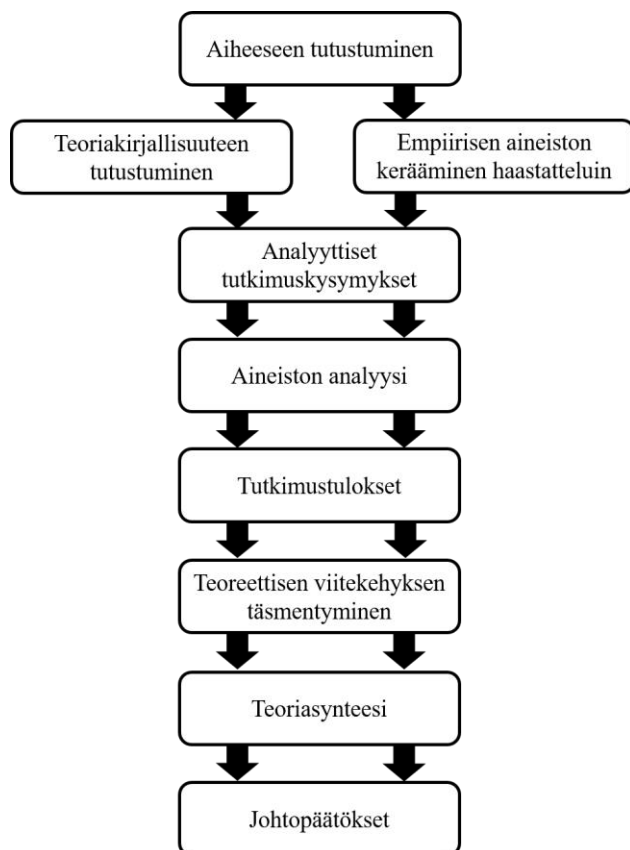 Aiheeseen tutustuminen
Teoriakirjallisuuteen
tutustuminen
Empiirisen aineiston
kerääminen haastatteluin
Analyyttiset
tutkimuskysymykset
Aineiston analyysi
Tutkimustulokset
Teoreettisen viitekehyksen
täsmentyminen
Teoriasynteesi
Johtopäätökset